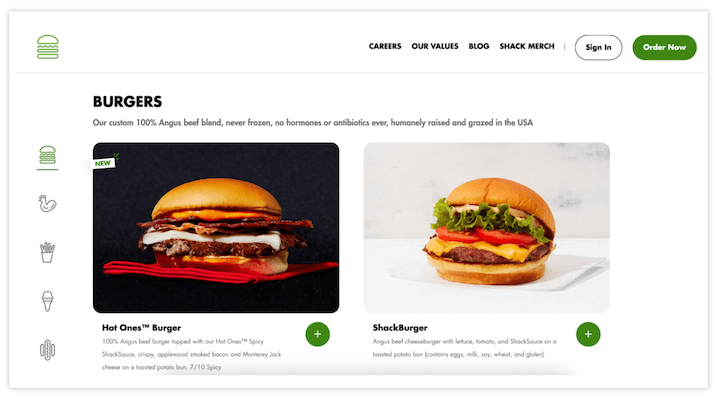 CAREERS OUR VALUES BLOG SHACK MERCH | Sign In Order Now
BURGERS
Our custom 100% Angus beef blend, never frozen, no hormones or antibiotics ever, humanely raised and grazed in the USA
NEW
Hot Ones™ Burger
100% Angus beef burger topped with our Hot Ones™ Spicy
ShackSauce, crispy, applewood smoked bacon and Monterey Jack
cheese on a toasted potato bun. 7/10 Spicy
ShackBurger
Angus beef cheeseburger with lettuce, tomato, and ShackSauce on a
toasted potato bun (contains eggs, milk, soy, wheat, and gluten)